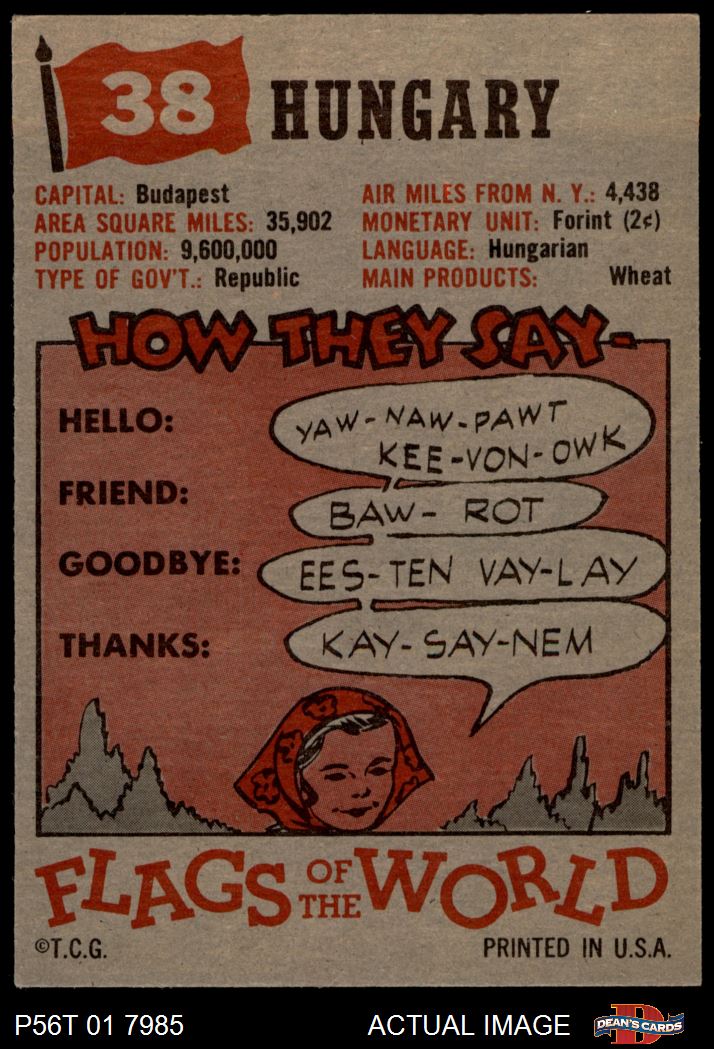 38 HUNGARY
CAPITAL: Budapest
AREA SQUARE MILES: 35,902
POPULATION: 9,600,000
TYPE OF GOV'T.: Republic
AIR MILES FROM N. Y.: 4,438
MONETARY UNIT: Forint (2¢)
LANGUAGE: Hungarian
MAIN PRODUCTS: Wheat
HOW THEY SAY-
HELLO:
YAW-NAW-PAWT
KEE-VON-OWK
FRIEND:
BAW-ROT
GOODBYE:
EES-TEN VAY-LAY
THANKS:
KAY-SAY-NEM
FLAGS OF THE WORLD
©T.C.G.
PRINTED IN U.S.A.
P56T 01 7985
ACTUAL IMAGE
D
DEAN'S CARDS